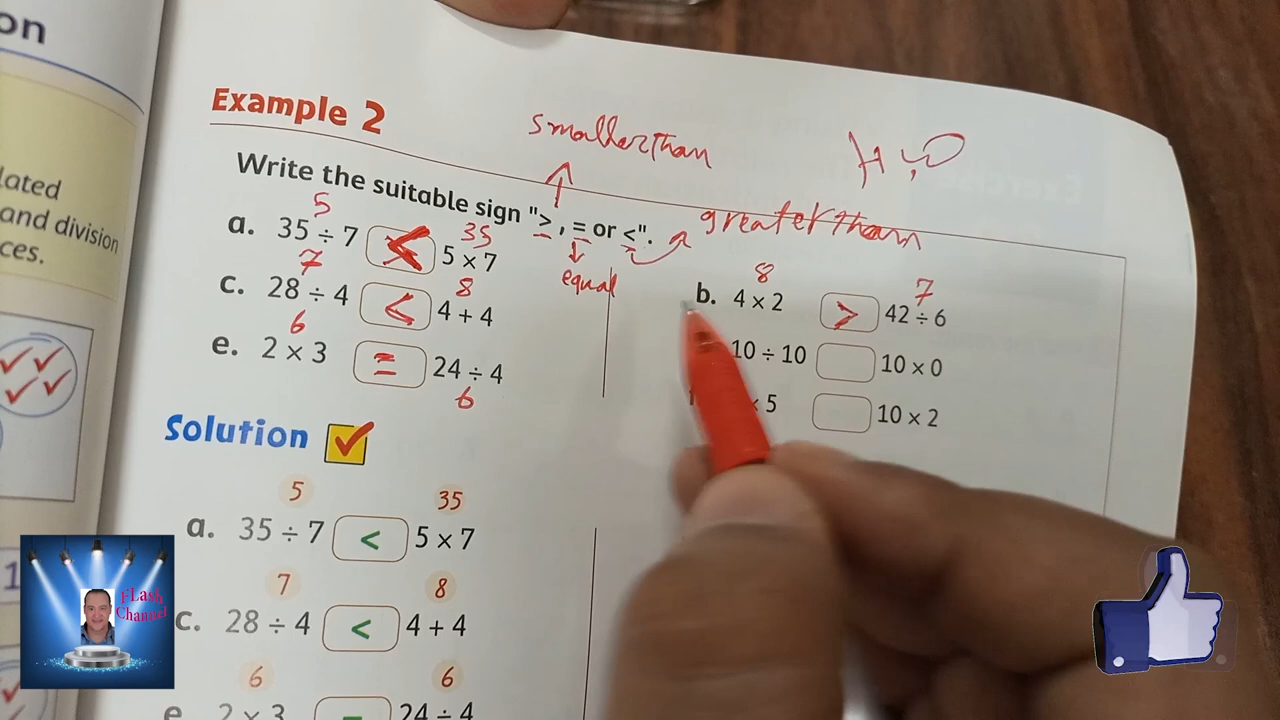 on
lated
and division
ces.
Example 2
smaller than
Write the suitable sign ">, = or <".
greater than
equal
5
35
a. 35 ÷ 7 < 5 × 7
7
8
c. 28 ÷ 4 < 4 + 4
6
e. 2 × 3 = 24 ÷ 4
6
8
7
b. 4 × 2 > 42 ÷ 6
10 ÷ 10 10 × 0
× 5 10 × 2
Solution
5
35
a. 35 ÷ 7 < 5 × 7
7
8
c. 28 ÷ 4 < 4 + 4
6
6
e. 2 × 3 = 24 ÷ 4
1
FLash
Channel